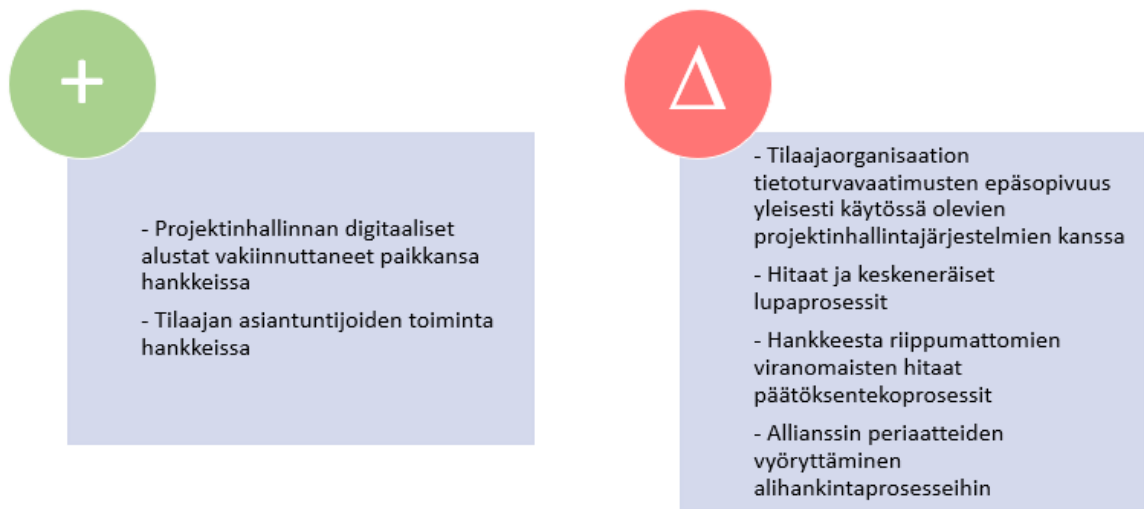 +
- Projektinhallinnan digitaaliset
alustat vakiinnuttaneet paikkansa
hankkeissa
- Tilaajan asiantuntijoiden toiminta
hankkeissa
Δ
- Tilaajaorganisaation
tietoturvavaatimusten epäsopivuus
yleisesti käytössä olevien
projektinhallintajärjestelmien kanssa
- Hitaat ja keskeneräiset
lupaprosessit
- Hankkeesta riippumattomien
viranomaisten hitaat
päätöksentekoprosessit
- Allianssin periaatteiden
vyöryttäminen
alihankintaprosesseihin